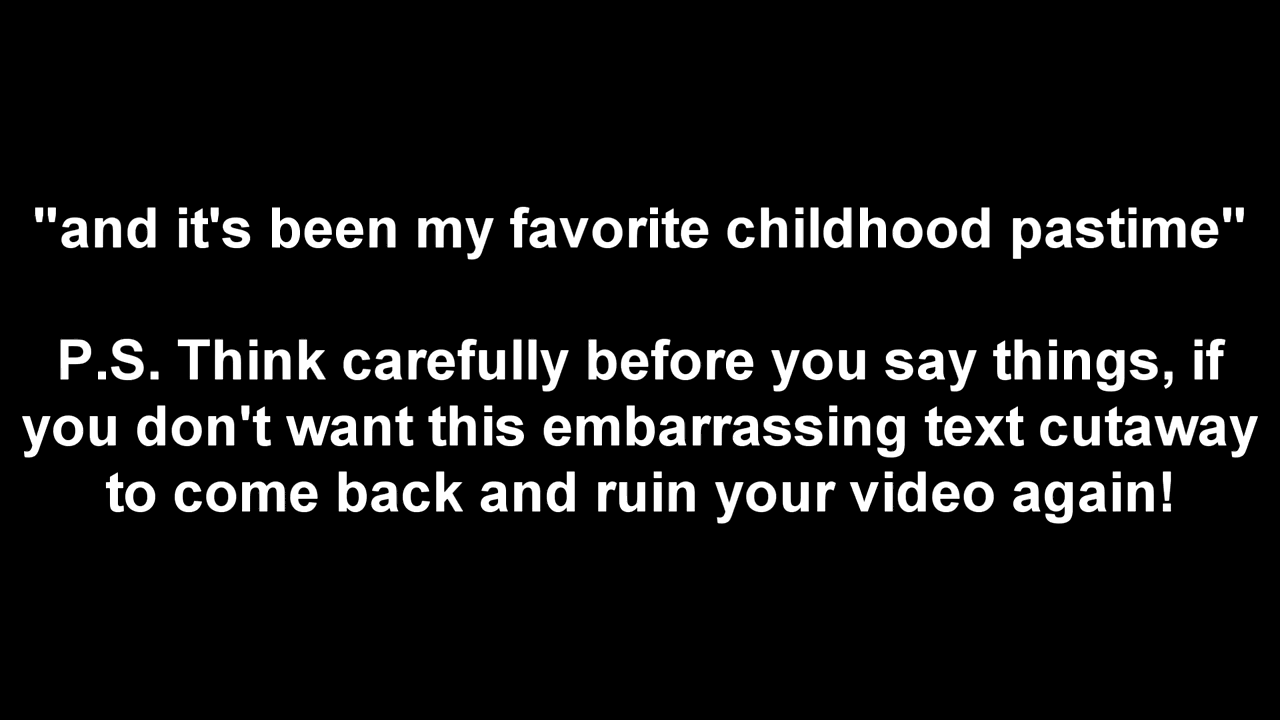 "and it's been my favorite childhood pastime"
P.S. Think carefully before you say things, if
you don't want this embarrassing text cutaway
to come back and ruin your video again!